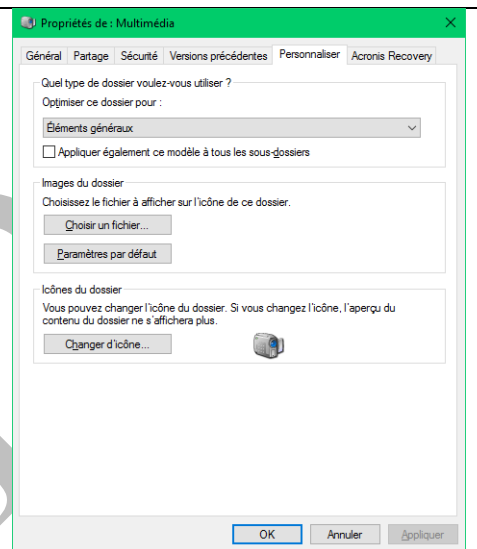 Propriétés de : Multimédia
Général Partage Sécurité Versions précédentes Personnaliser Acronis Recovery
Quel type de dossier voulez-vous utiliser ?
Optimiser ce dossier pour :
Éléments généraux
Appliquer également ce modèle à tous les sous-dossiers
Images du dossier
Choisissez le fichier à afficher sur l'icône de ce dossier.
Choisir un fichier...
Paramètres par défaut
Icônes du dossier
Vous pouvez changer l'icône du dossier. Si vous changez l'icône, l'aperçu du
contenu du dossier ne s'affichera plus.
Changer d'icône...
OK Annuler Appliquer